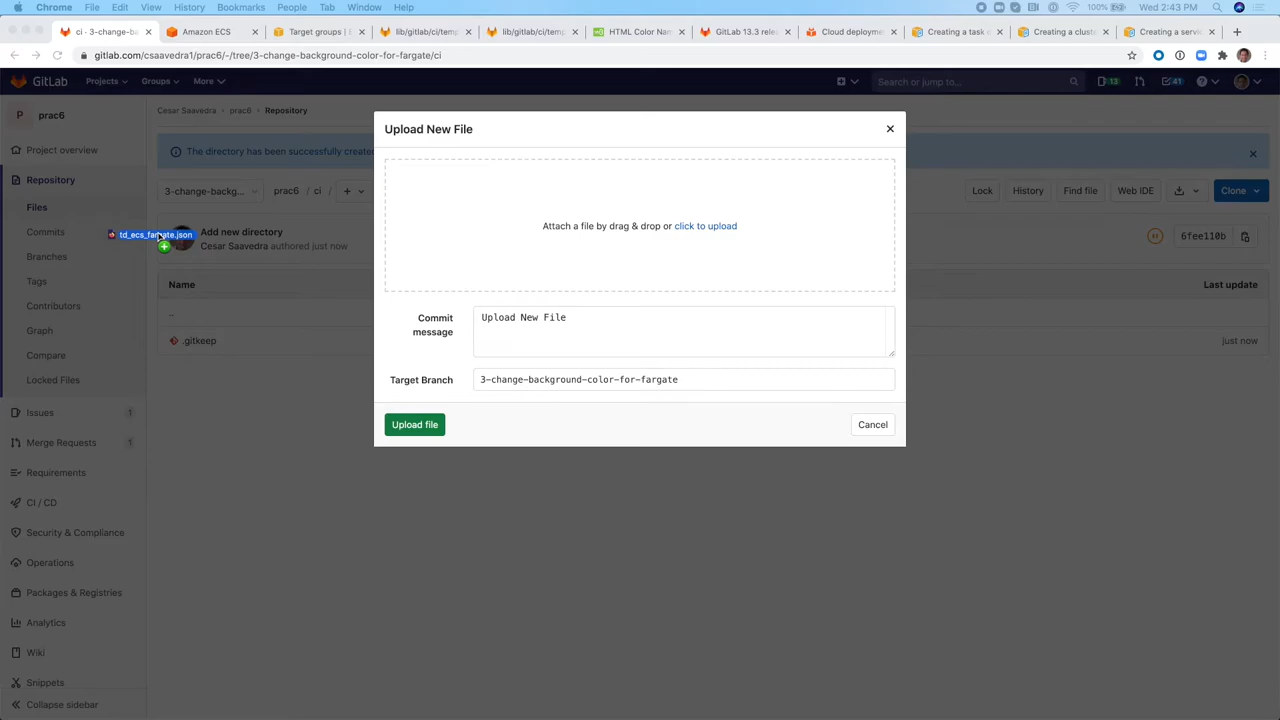 Chrome File Edit View History Bookmarks People Tab Window Help 100% Wed 2:43 PM
ci · 3-change-ba Amazon ECS Target groups | E lib/gitlab/ci/temp lib/gitlab/ci/temp HTML Color Nam GitLab 13.3 relea Cloud deploymen Creating a task d Creating a cluste Creating a servic
gitlab.com/csaavedra1/prac6/-/tree/3-change-background-color-for-fargate/ci
GitLab Projects Groups More Search or jump to... 13 41
P prac6
Cesar Saavedra prac6 Repository
Project overview
The directory has been successfully create
Repository
Files
Commits
Branches
Tags
Contributors
Graph
Compare
Locked Files
Issues 1
Merge Requests 1
Requirements
CI / CD
Security & Compliance
Operations
Packages & Registries
Analytics
Wiki
Snippets
Collapse sidebar
3-change-backg... prac6 / ci / + Lock History Find file Web IDE Clone
td_ecs_fargate.json
Add new directory
Cesar Saavedra authored just now
6fee110b
Name Last update
..
.gitkeep just now
Upload New File
Attach a file by drag & drop or click to upload
Commit message
Upload New File
Target Branch 3-change-background-color-for-fargate
Upload file Cancel